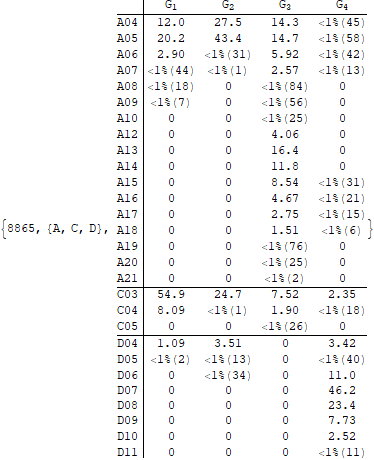 G1 G2 G3 G4
A04 12.0 27.5 14.3 <1%(45)
A05 20.2 43.4 14.7 <1%(58)
A06 2.90 <1%(31) 5.92 <1%(42)
A07 <1%(44) <1%(1) 2.57 <1%(13)
A08 <1%(18) 0 <1%(84) 0
A09 <1%(7) 0 <1%(56) 0
A10 0 0 <1%(25) 0
A12 0 0 4.06 0
A13 0 0 16.4 0
A14 0 0 11.8 0
A15 0 0 8.54 <1%(31)
A16 0 0 4.67 <1%(21)
A17 0 0 2.75 <1%(15)
{8865, {A, C, D}, A18 0 0 1.51 <1%(6) }
A19 0 0 <1%(76) 0
A20 0 0 <1%(25) 0
A21 0 0 <1%(2) 0
C03 54.9 24.7 7.52 2.35
C04 8.09 <1%(1) 1.90 <1%(18)
C05 0 0 <1%(26) 0
D04 1.09 3.51 0 3.42
D05 <1%(2) <1%(13) 0 <1%(40)
D06 0 <1%(34) 0 11.0
D07 0 0 0 46.2
D08 0 0 0 23.4
D09 0 0 0 7.73
D10 0 0 0 2.52
D11 0 0 0 <1%(11)